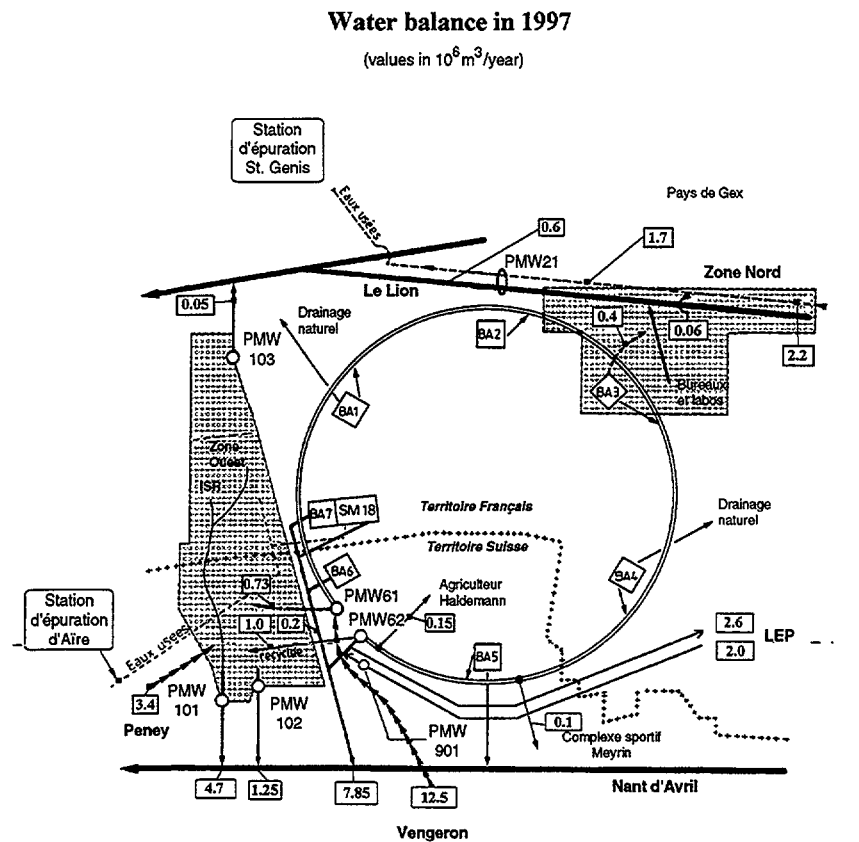 Water balance in 1997
(values in 10⁶m³/year)
Station
d'épuration
St. Genis
Eaux usées
Pays de Gex
0.6
1.7
PMW21
Zone Nord
Le Lion
0.05
Drainage
naturel
0.4
0.06
2.2
BA2
PMW
103
BA3
Bureaux
et labos
BA1
Zone
Ouest
ISR
BA7
SM18
Territoire Français
Territoire Suisse
Drainage
naturel
BA6
BA4
Station
d'épuration
d'Aïre
0.73
PMW61
Agriculteur
Haldemann
1.0
0.2
PMW62
0.15
2.6
LEP
2.0
Eaux usées
recyclée
BA5
3.4
PMW
101
PMW
102
Peney
PMW
901
0.1
Complexe sportif
Meyrin
4.7
1.25
7.85
12.5
Nant d'Avril
Vengeron